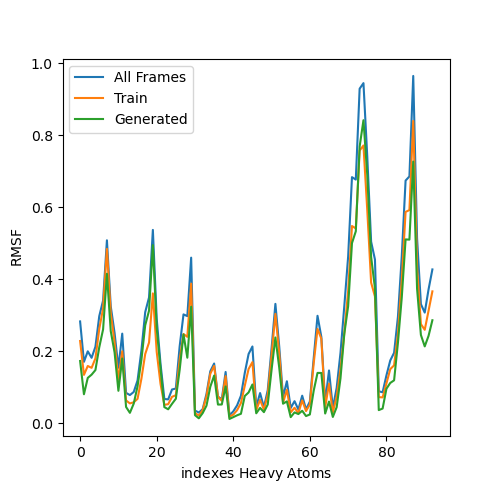 All Frames
Train
Generated
1.0
0.8
0.6
0.4
0.2
0.0
RMSF
0 20 40 60 80
indexes Heavy Atoms